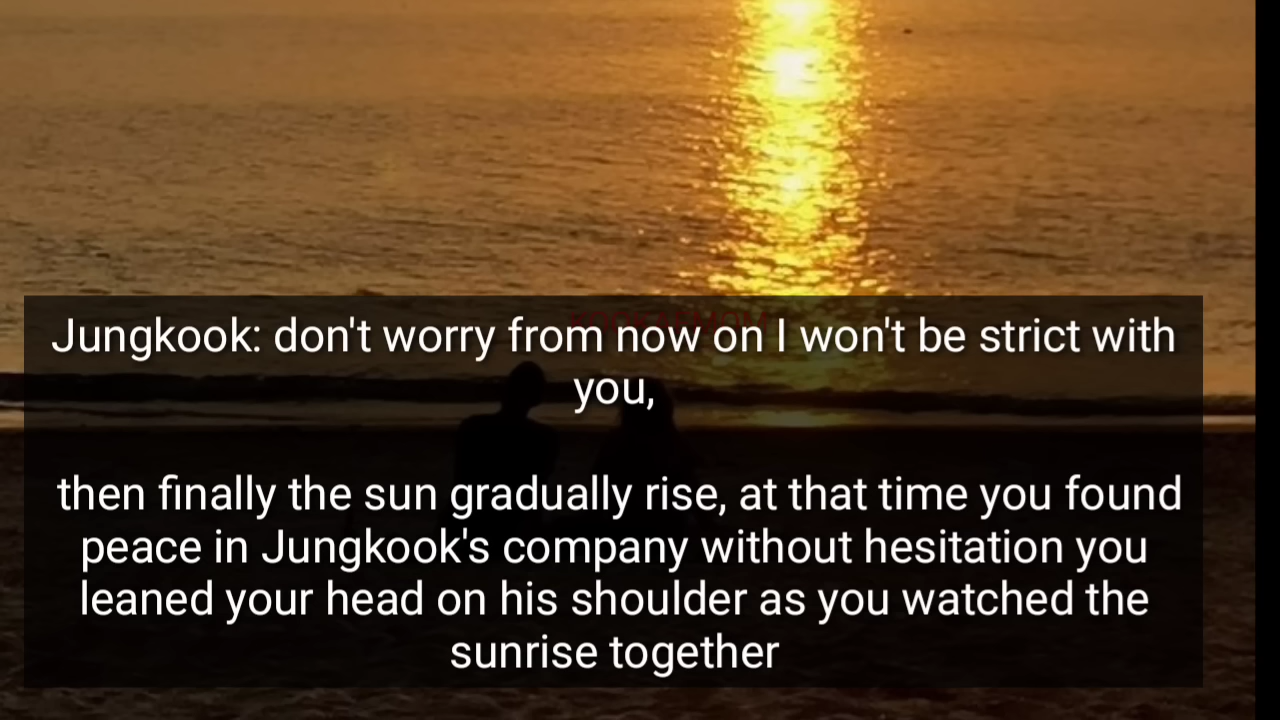 Jungkook: don't worry from now on I won't be strict with
you,
then finally the sun gradually rise, at that time you found
peace in Jungkook's company without hesitation you
leaned your head on his shoulder as you watched the
sunrise together